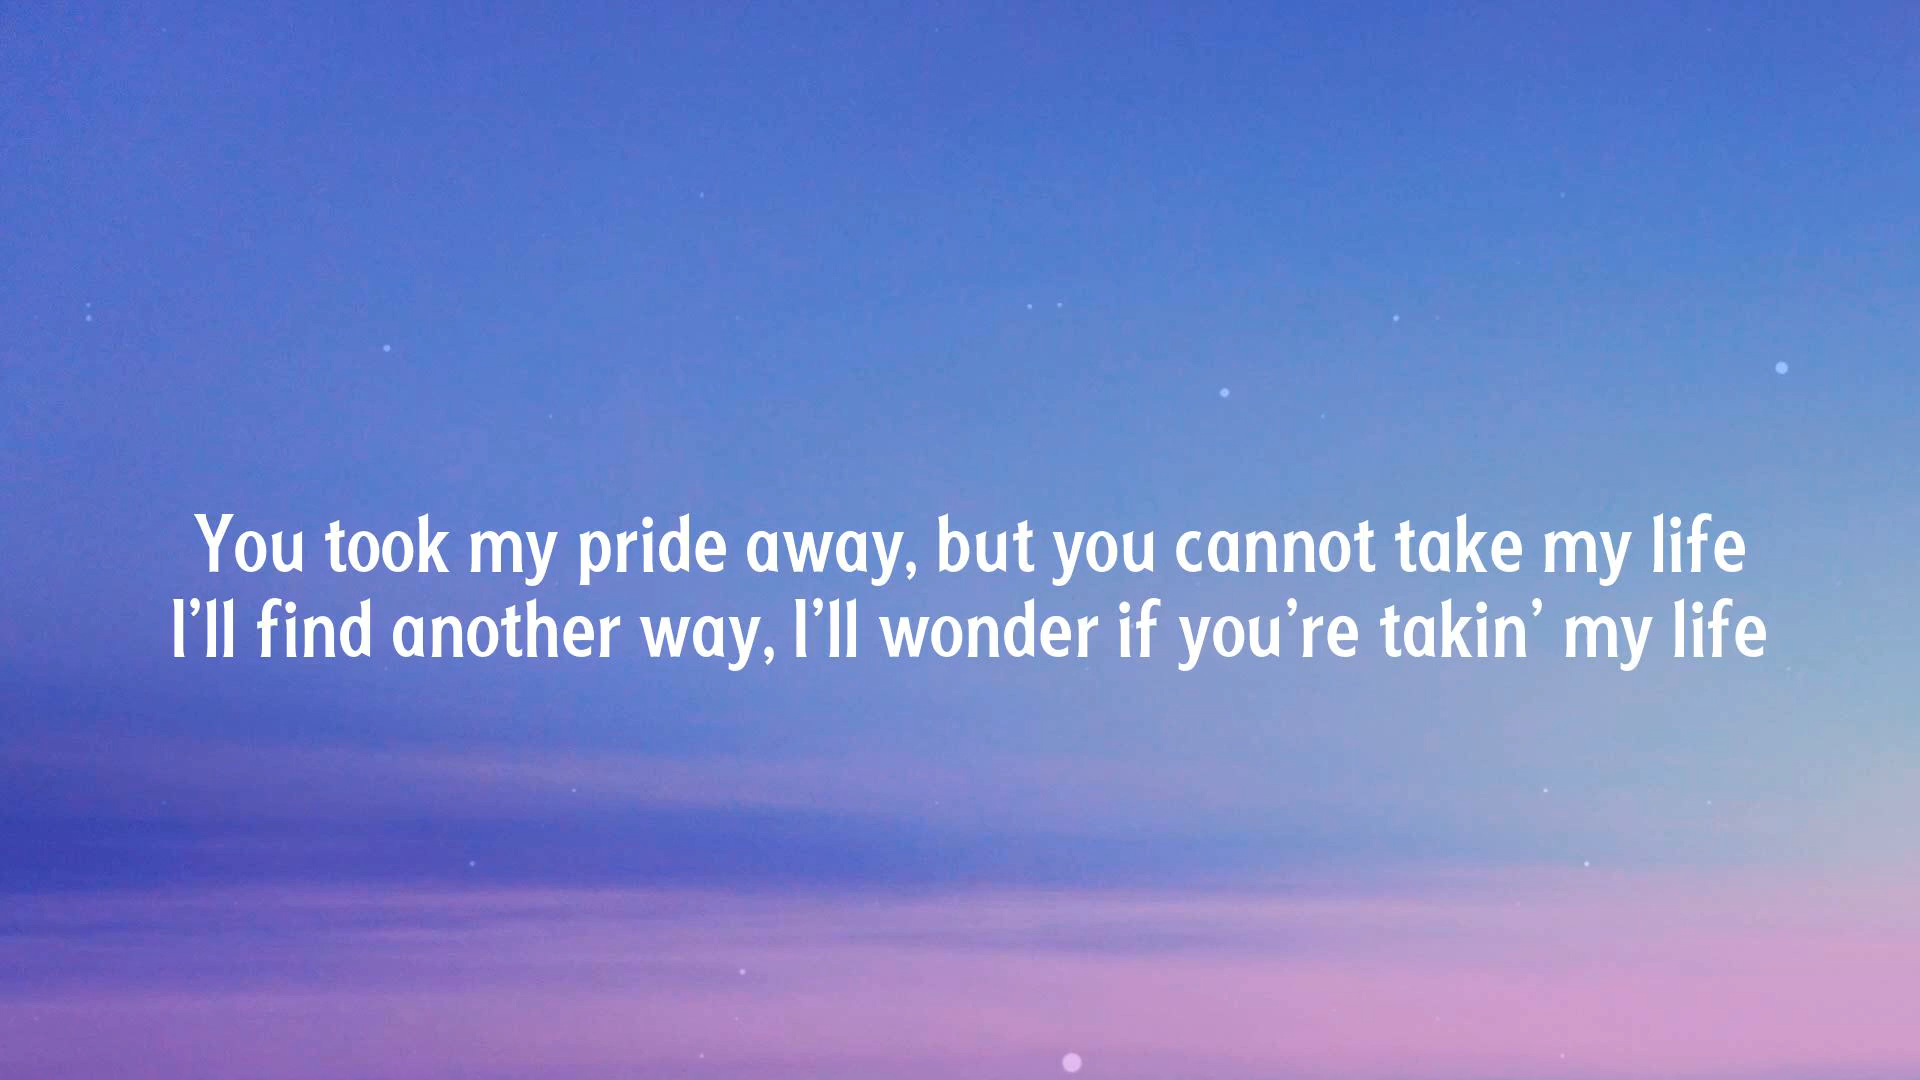 You took my pride away, but you cannot take my life
I’ll find another way, I’ll wonder if you’re takin’ my life